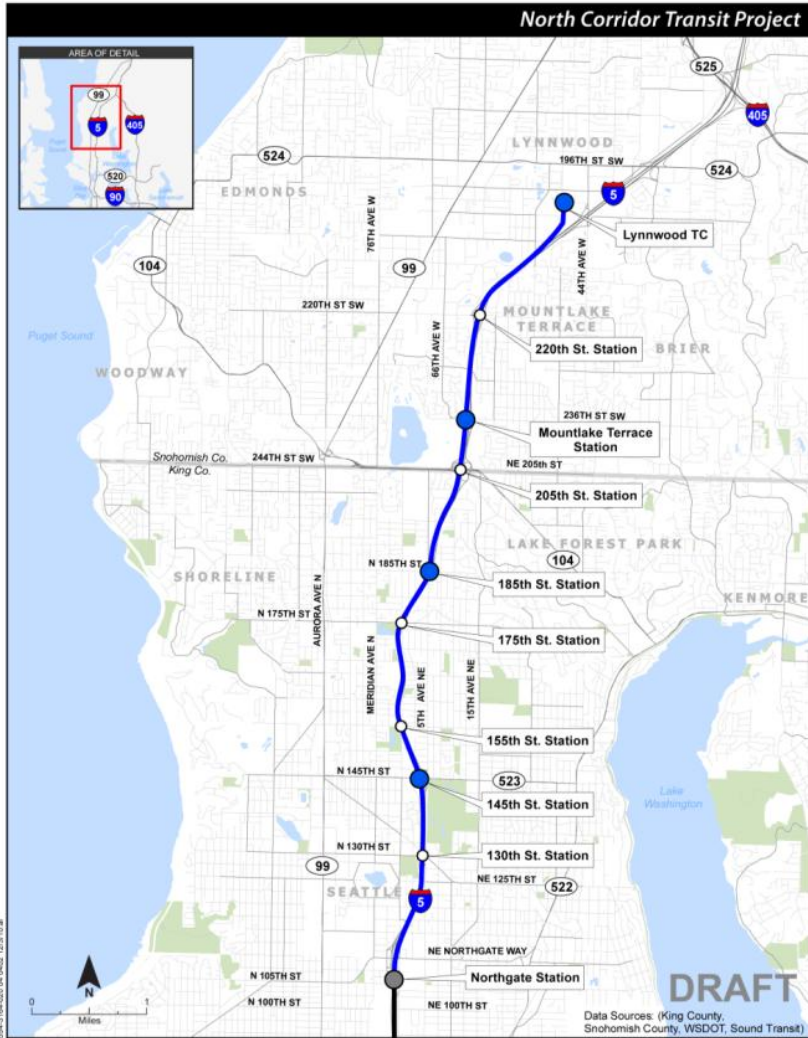 North Corridor Transit Project
AREA OF DETAIL
99
5
405
520
90
Puget Sound
525
405
LYNNWOOD
196TH ST SW
524
524
EDMONDS
5
Lynnwood TC
76TH AVE W
44TH AVE W
104
99
220TH ST SW
MOUNTLAKE
TERRACE
Puget Sound
220th St. Station
BRIER
66TH AVE W
WOODWAY
236TH ST SW
Mountlake Terrace
Station
Snohomish Co.
King Co.
244TH ST SW
NE 205th ST
205th St. Station
LAKE FOREST PARK
104
N 185TH ST
SHORELINE
185th St. Station
KENMORE
N 175TH ST
AURORA AVE N
175th St. Station
MERIDIAN AVE N
5TH AVE NE
15TH AVE NE
155th St. Station
N 145TH ST
523
145th St. Station
Lake
Washington
N 130TH ST
130th St. Station
99
NE 125TH ST
522
SEATTLE
5
NE NORTHGATE WAY
N 105TH ST
Northgate Station
N 100TH ST
NE 100TH ST
N
0
1
Miles
DRAFT
Data Sources: (King County,
Snohomish County, WSDOT, Sound Transit)